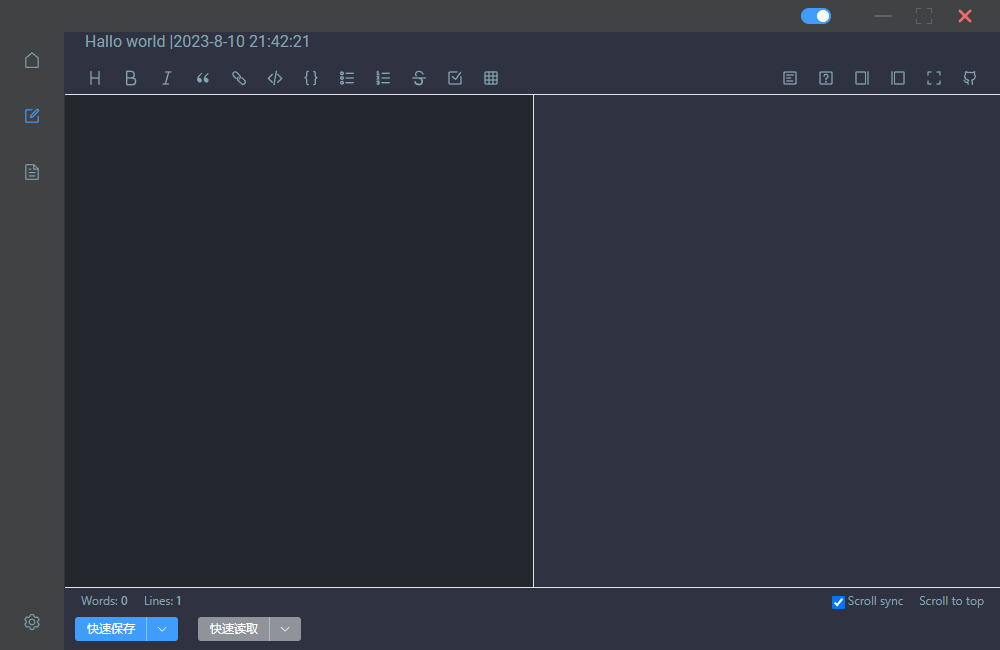 Hallo world |2023-8-10 21:42:21
Words: 0 Lines: 1 Scroll sync Scroll to top
快速保存 快速读取